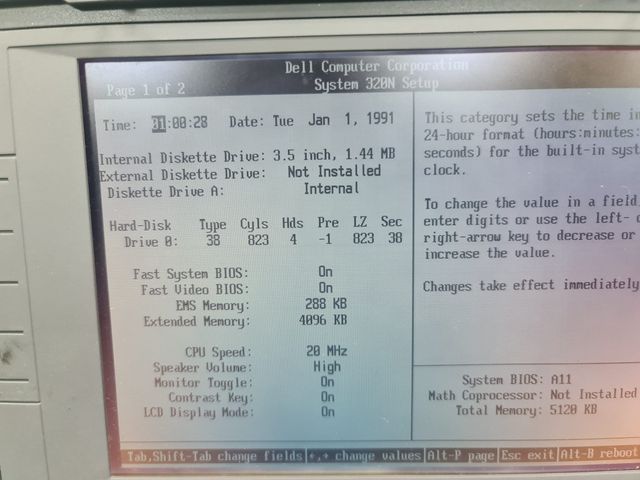 Dell Computer Corporation
Page 1 of 2 System 320N Setup
Time: 01:00:28 Date: Tue Jan 1, 1991
Internal Diskette Drive: 3.5 inch, 1.44 MB
External Diskette Drive: Not Installed
Diskette Drive A: Internal
Hard-Disk Type Cyls Hds Pre LZ Sec
Drive 0: 38 823 4 -1 823 38
Fast System BIOS: On
Fast Video BIOS: On
EMS Memory: 288 KB
Extended Memory: 4096 KB
CPU Speed: 20 MHz
Speaker Volume: High
Monitor Toggle: On
Contrast Key: On
LCD Display Mode: On
This category sets the time in
24-hour format (hours:minutes:
seconds) for the built-in syst
clock.
To change the value in a field,
enter digits or use the left- o
right-arrow key to decrease or
increase the value.
Changes take effect immediately
System BIOS: A11
Math Coprocessor: Not Installed
Total Memory: 5120 KB
Tab,Shift-Tab change fields ←,→ change values Alt-P page Esc exit Alt-B reboot